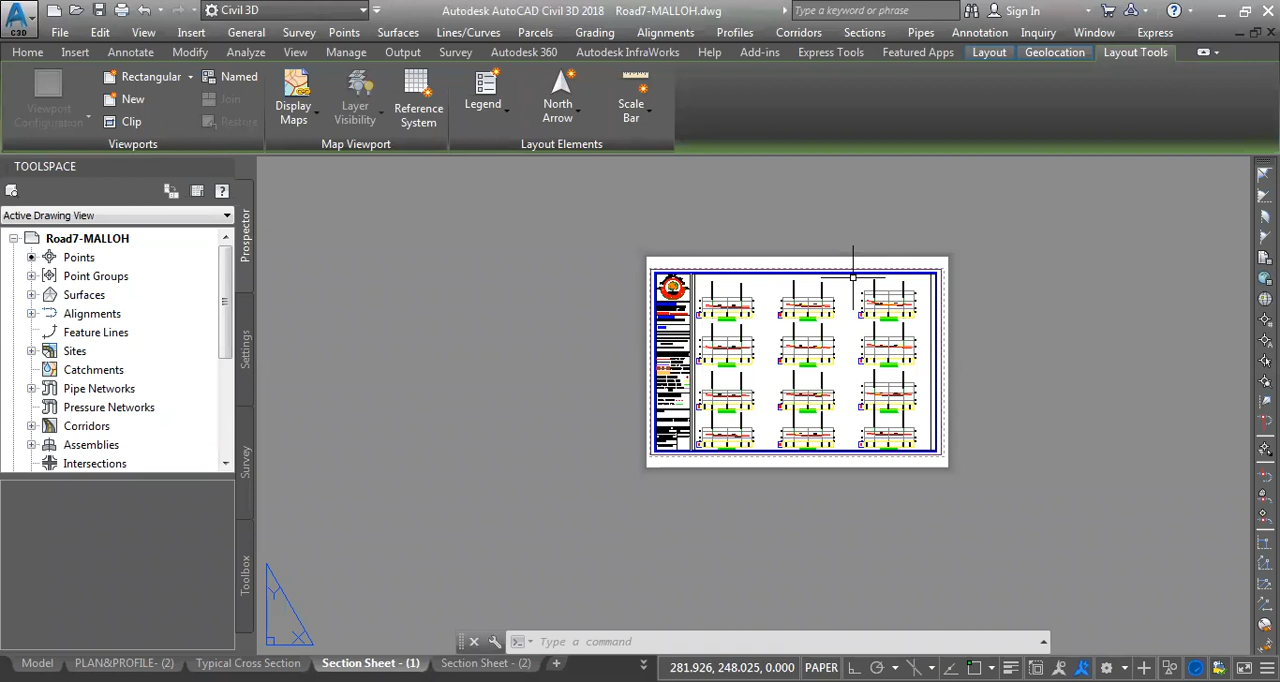 C3D
Civil 3D
Autodesk AutoCAD Civil 3D 2018 Road7-MALLOH.dwg
Type a keyword or phrase
Sign In
File Edit View Insert General Survey Points Surfaces Lines/Curves Parcels Grading Alignments Profiles Corridors Sections Pipes Annotation Inquiry Window Express
Home Insert Annotate Modify Analyze View Manage Output Survey Autodesk 360 Autodesk InfraWorks Help Add-ins Express Tools Featured Apps Layout Geolocation Layout Tools
Viewport Configuration
Rectangular
New
Clip
Named
Join
Restore
Display Maps
Layer Visibility
Reference System
Legend
North Arrow
Scale Bar
Viewports
Map Viewport
Layout Elements
TOOLSPACE
Active Drawing View
Road7-MALLOH
Points
Point Groups
Surfaces
Alignments
Feature Lines
Sites
Catchments
Pipe Networks
Pressure Networks
Corridors
Assemblies
Intersections
Prospector
Settings
Survey
Toolbox
Y
X
Type a command
Model PLAN&PROFILE- (2) Typical Cross Section Section Sheet - (1) Section Sheet - (2)
281.926, 248.025, 0.000 PAPER